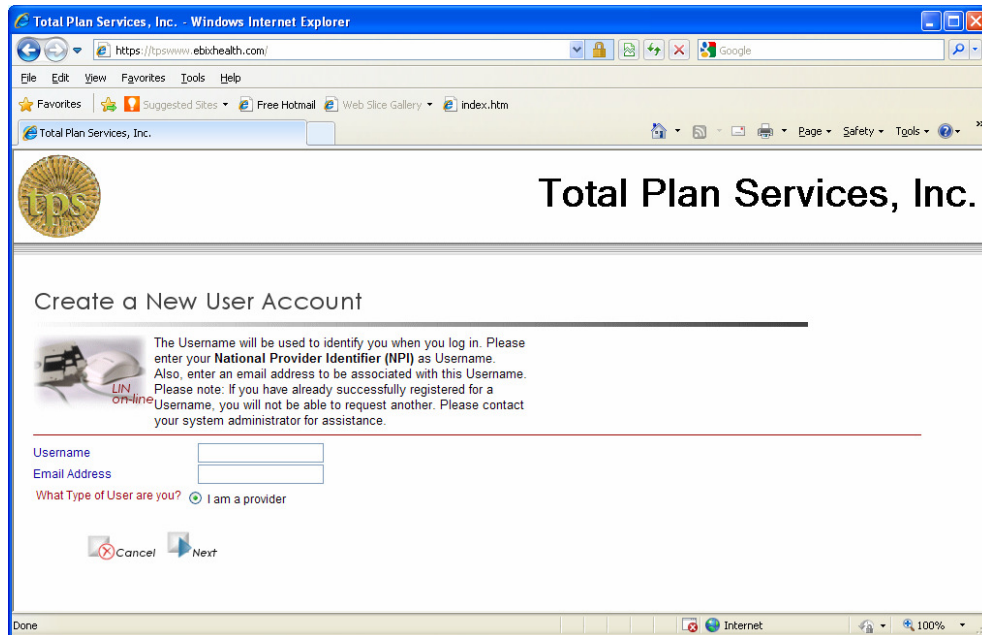 Total Plan Services, Inc. - Windows Internet Explorer
https://tpswww.ebixhealth.com/
Google
File Edit View Favorites Tools Help
Favorites Suggested Sites Free Hotmail Web Slice Gallery index.htm
Total Plan Services, Inc.
Page Safety Tools »
tps
Total Plan Services, Inc.
Create a New User Account
The Username will be used to identify you when you log in. Please
enter your National Provider Identifier (NPI) as Username.
Also, enter an email address to be associated with this Username.
Please note: If you have already successfully registered for a
Username, you will not be able to request another. Please contact
your system administrator for assistance.
LIN
on-line
Username
Email Address
What Type of User are you? I am a provider
Cancel Next
Done Internet 100%